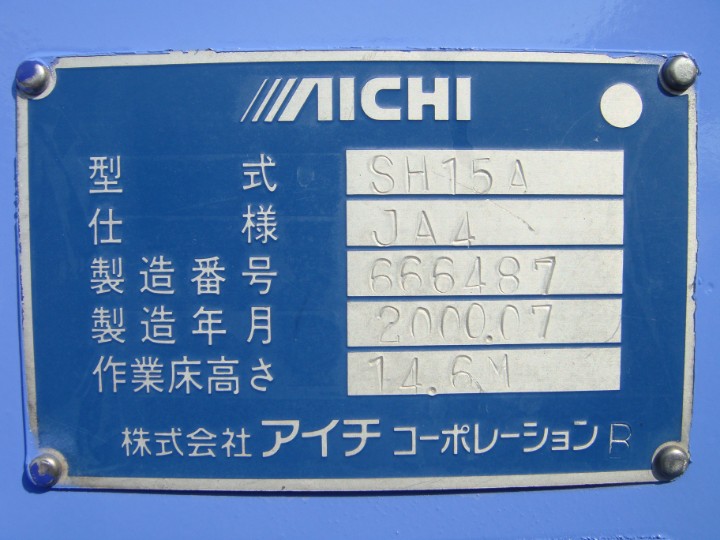 AICHI
型式 SH15A
仕様 JA4
製造番号 666487
製造年月 2000.07
作業床高さ 14.6M
株式会社アイチコーポレーション R